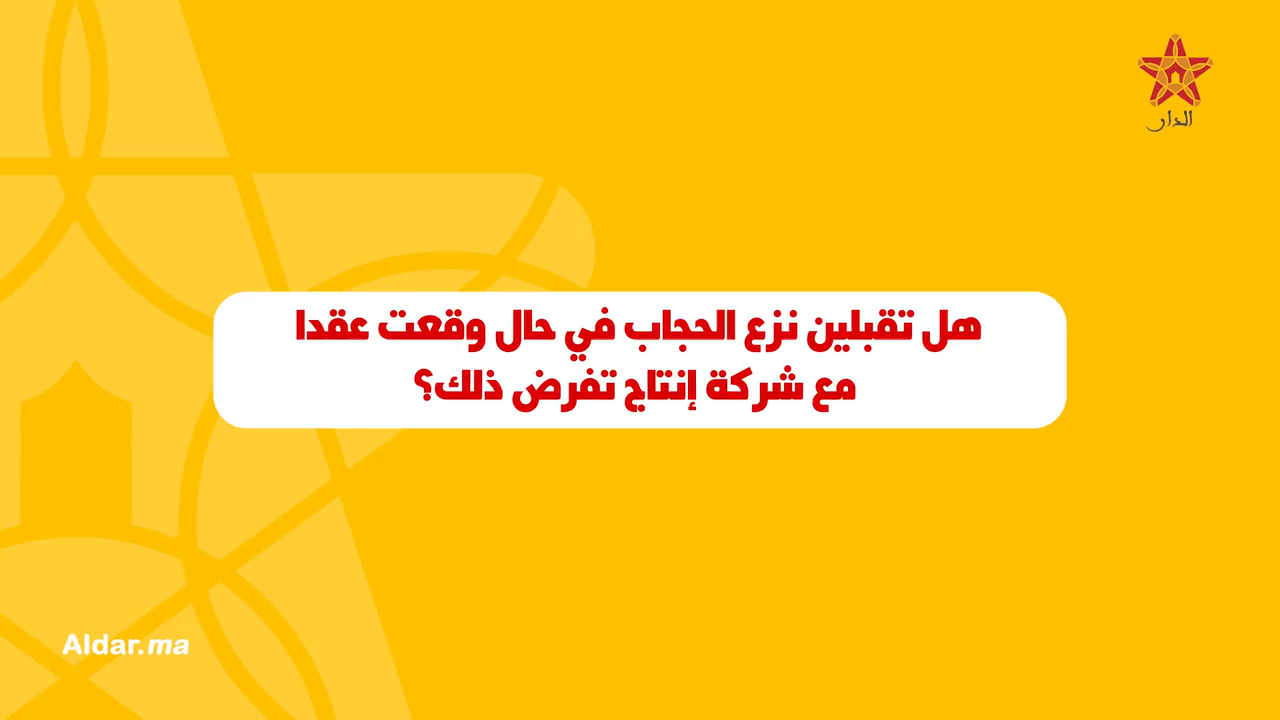 الدار
هل تقبلين نزع الحجاب في حال وقعت عقدا
مع شركة إنتاج تفرض ذلك؟
Aldar.ma